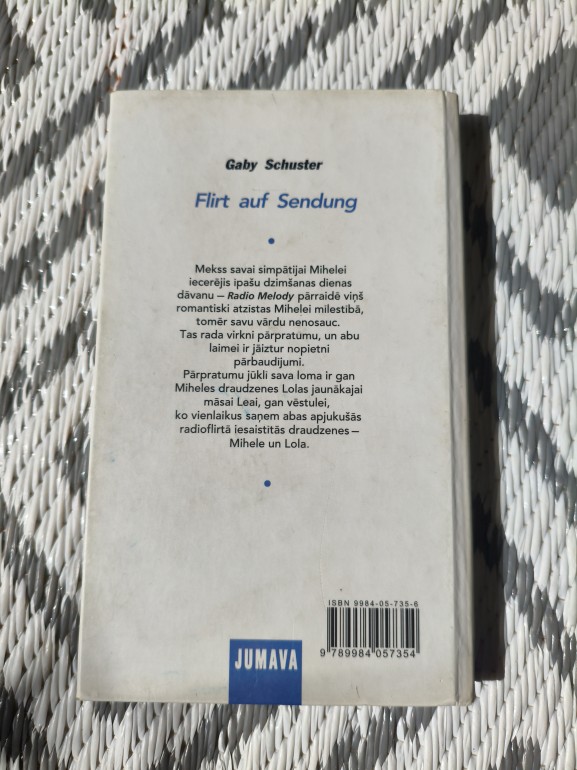 Gaby Schuster
Flirt auf Sendung
•
Mekss savai simpātijai Mihelei
iecerējis īpašu dzimšanas dienas
dāvanu – Radio Melody pārraidē viņš
romantiski atzīstas Mihelei mīlestībā,
tomēr savu vārdu nenosauc.
Tas rada virkni pārpratumu, un abu
laimei ir jāiztur nopietni
pārbaudījumi.
Pārpratumu jūklī sava loma ir gan
Miheles draudzenes Lolas jaunākajai
māsai Leai, gan vēstulei,
ko vienlaikus saņem abas apjukušās
radioflirtā iesaistītās draudzenes –
Mihele un Lola.
•
ISBN 9984-05-735-6
9 789984 057354
JUMAVA